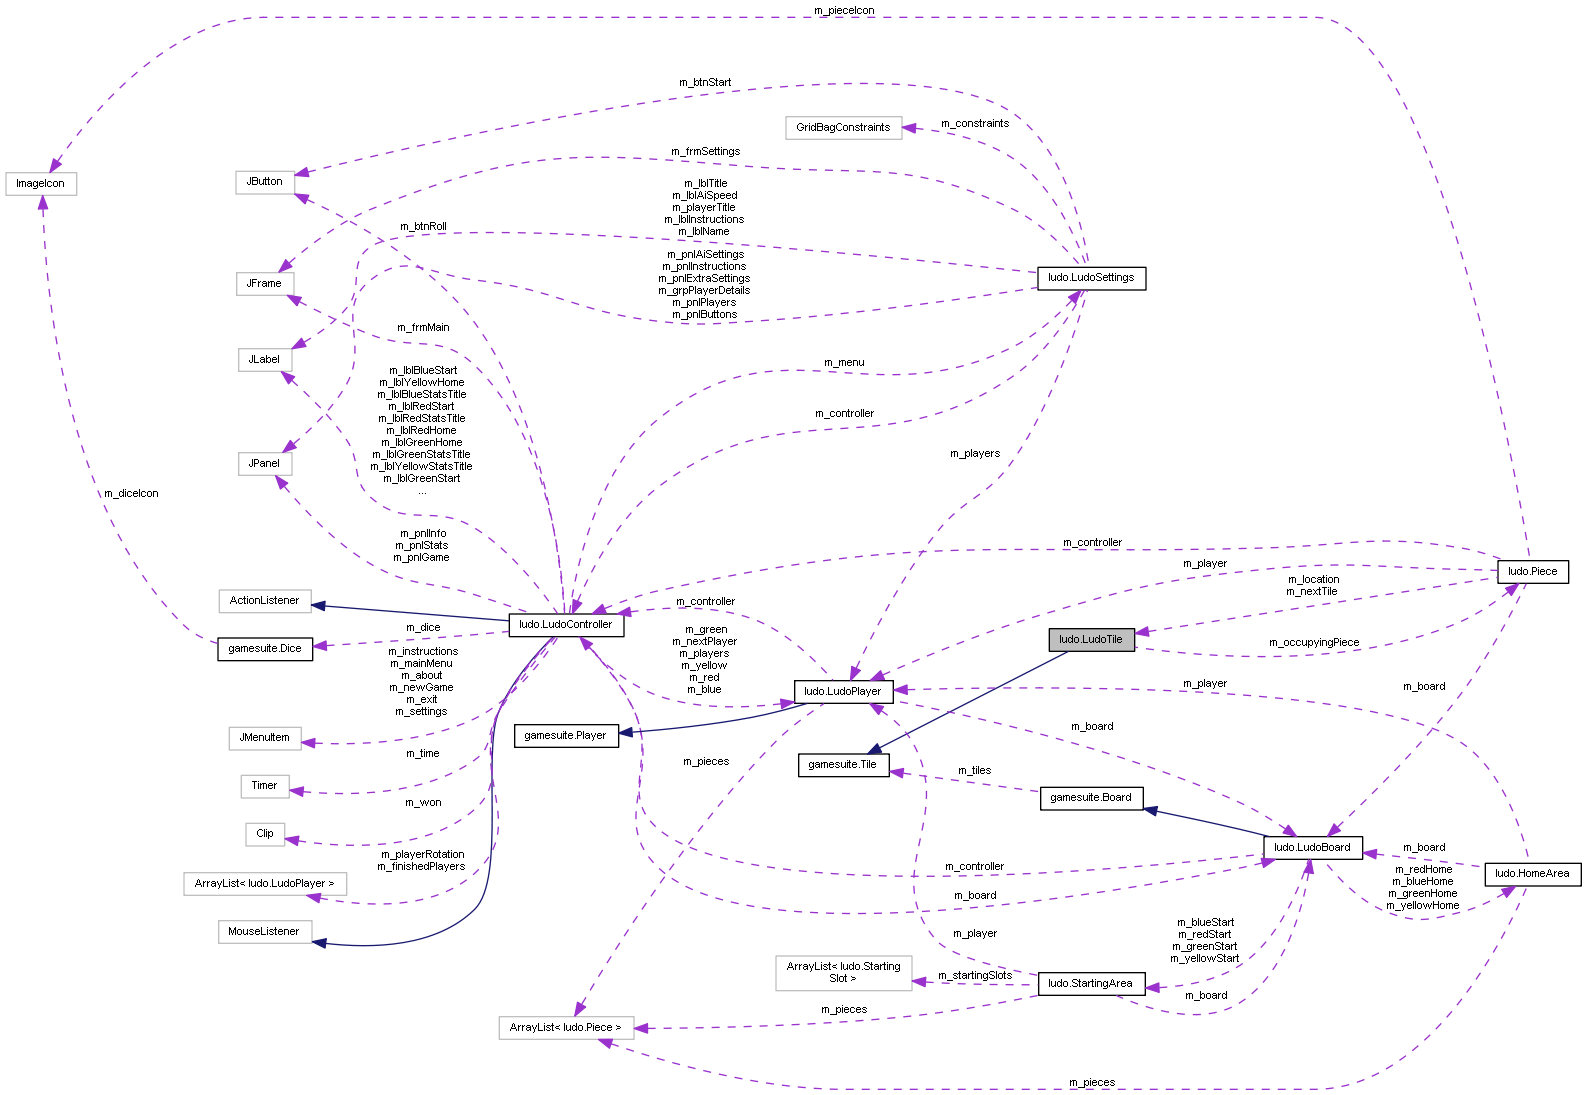 m_pieceIcon
m_btnStart
GridBagConstraints
m_constraints
m_frmSettings
ImageIcon
JButton
m_lblTitle
m_lblAiSpeed
m_playerTitle
m_lblInstructions
m_lblName
m_btnRoll
m_pnlAiSettings
m_pnlInstructions
m_pnlExtraSettings
m_grpPlayerDetails
m_pnlPlayers
m_pnlButtons
ludo.LudoSettings
JFrame
m_frmMain
JLabel
m_menu
m_lblBlueStart
m_lblYellowHome
m_lblBlueStatsTitle
m_lblRedStart
m_lblRedStatsTitle
m_lblRedHome
m_lblGreenHome
m_lblGreenStatsTitle
m_lblYellowStatsTitle
m_lblGreenStart
...
m_controller
m_players
JPanel
m_diceIcon
m_pnlInfo
m_pnlStats
m_pnlGame
m_controller
m_player
ludo.Piece
m_location
m_nextTile
ActionListener
m_controller
ludo.LudoController
m_dice
gamesuite.Dice
m_green
m_nextPlayer
m_players
m_yellow
m_red
m_blue
ludo.LudoTile
m_occupyingPiece
m_instructions
m_mainMenu
m_about
m_newGame
m_exit
m_settings
ludo.LudoPlayer
m_player
m_board
JMenuItem
gamesuite.Player
m_board
m_time
m_pieces
gamesuite.Tile
m_tiles
Timer
gamesuite.Board
m_won
Clip
ludo.LudoBoard
m_board
m_playerRotation
m_finishedPlayers
m_controller
m_redHome
m_blueHome
m_greenHome
m_yellowHome
ludo.HomeArea
ArrayList< ludo.LudoPlayer >
m_board
MouseListener
m_player
m_blueStart
m_redStart
m_greenStart
m_yellowStart
ArrayList< ludo.Starting
Slot >
m_startingSlots
ludo.StartingArea
m_board
m_pieces
ArrayList< ludo.Piece >
m_pieces